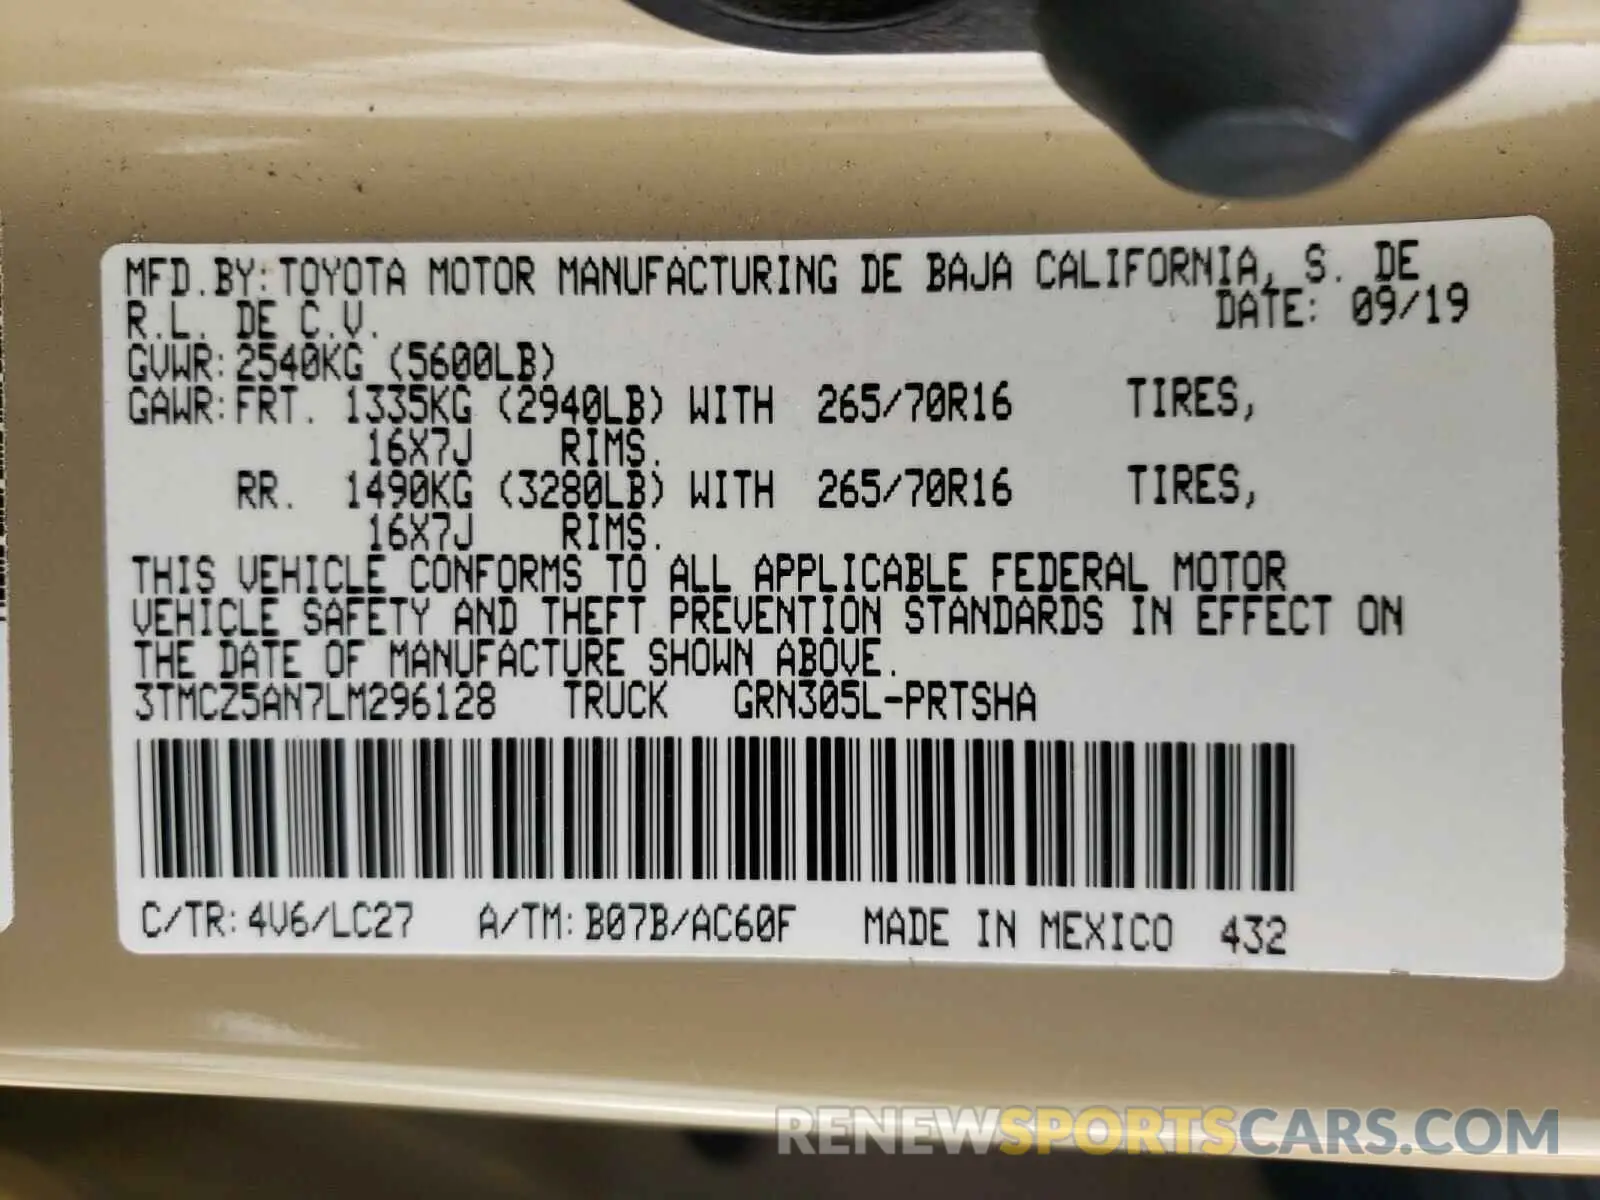 MFD.BY:TOYOTA MOTOR MANUFACTURING DE BAJA CALIFORNIA, S. DE
R.L. DE C.V. DATE: 09/19
GVWR:2540KG (5600LB)
GAWR:FRT. 1335KG (2940LB) WITH 265/70R16 TIRES,
16X7J RIMS.
RR. 1490KG (3280LB) WITH 265/70R16 TIRES,
16X7J RIMS.
THIS VEHICLE CONFORMS TO ALL APPLICABLE FEDERAL MOTOR
VEHICLE SAFETY AND THEFT PREVENTION STANDARDS IN EFFECT ON
THE DATE OF MANUFACTURE SHOWN ABOVE.
3TMCZ5AN7LM296128 TRUCK GRN305L-PRTSHA
C/TR:4V6/LC27 A/TM:B07B/AC60F MADE IN MEXICO 432
RENEWSPORTSCARS.COM